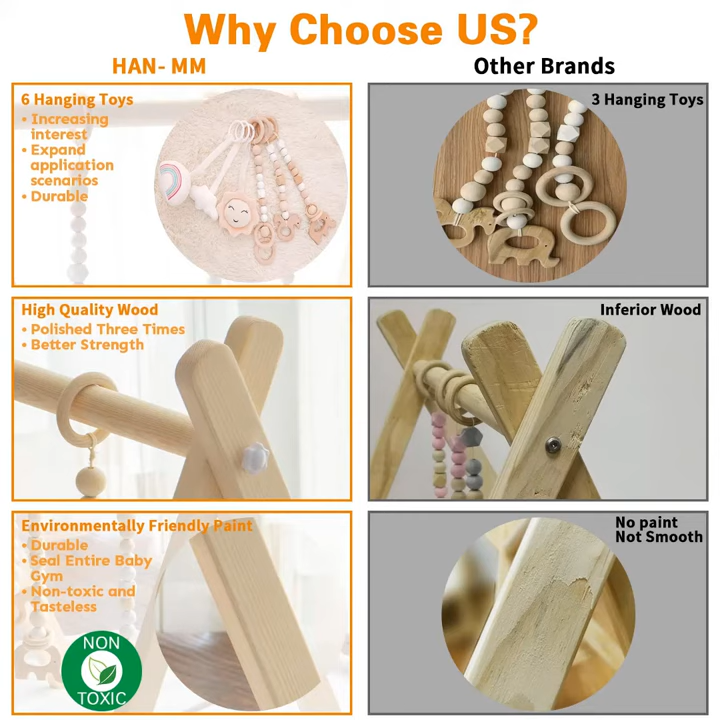 Why Choose US?
HAN- MM
Other Brands
6 Hanging Toys
• Increasing
interest
• Expand
application
scenarios
• Durable
3 Hanging Toys
High Quality Wood
• Polished Three Times
• Better Strength
Inferior Wood
Environmentally Friendly Paint
• Durable
• Seal Entire Baby
Gym
• Non-toxic and
Tasteless
NON
TOXIC
No paint
Not Smooth